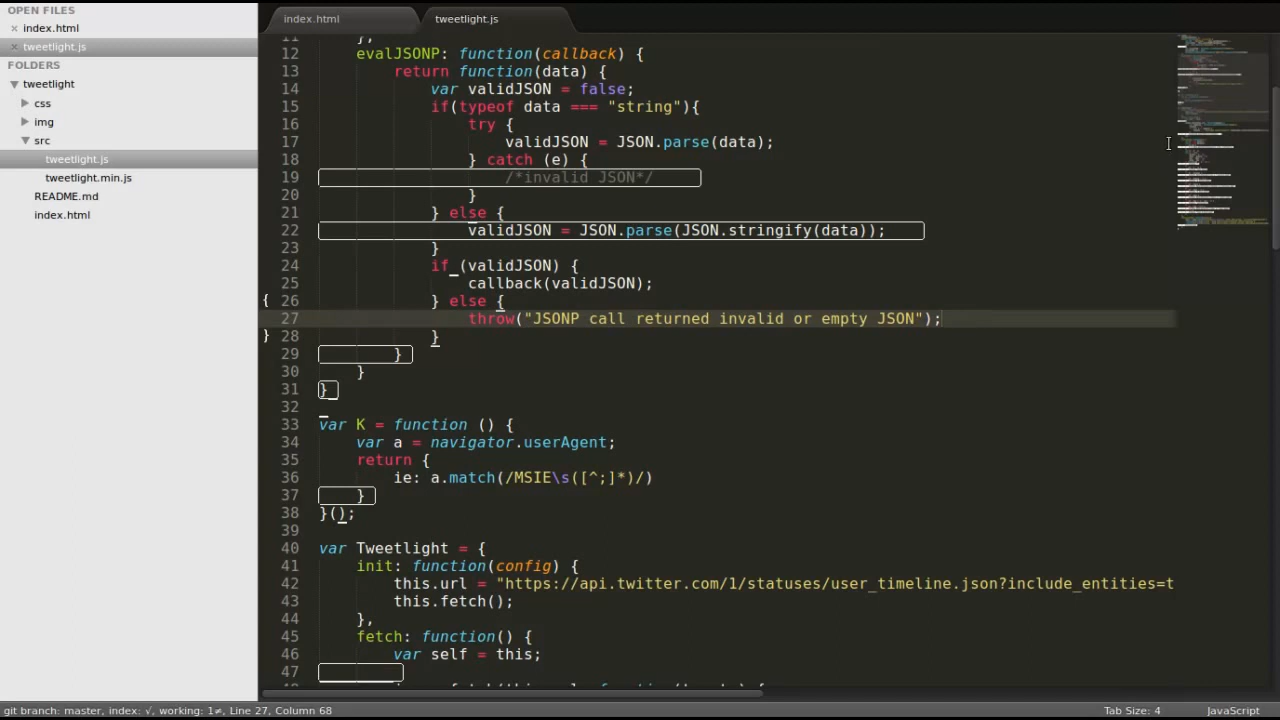 OPEN FILES
index.html
tweetlight.js
FOLDERS
tweetlight
css
img
src
tweetlight.js
tweetlight.min.js
README.md
index.html
index.html
tweetlight.js
12 evalJSONP: function(callback) {
13 return function(data) {
14 var validJSON = false;
15 if(typeof data === "string"){
16 try {
17 validJSON = JSON.parse(data);
18 } catch (e) {
19 /*invalid JSON*/
20 }
21 } else {
22 validJSON = JSON.parse(JSON.stringify(data));
23 }
24 if (validJSON) {
25 callback(validJSON);
{ 26 } else {
27 throw("JSONP call returned invalid or empty JSON");
} 28 }
29 }
30 }
31 }
32
33 var K = function () {
34 var a = navigator.userAgent;
35 return {
36 ie: a.match(/MSIE\s([^;]*)/)
37 }
38 }();
39
40 var Tweetlight = {
41 init: function(config) {
42 this.url = "https://api.twitter.com/1/statuses/user_timeline.json?include_entities=t
43 this.fetch();
44 },
45 fetch: function() {
46 var self = this;
47
git branch: master, index: √, working: 1≠, Line 27, Column 68
Tab Size: 4
JavaScript